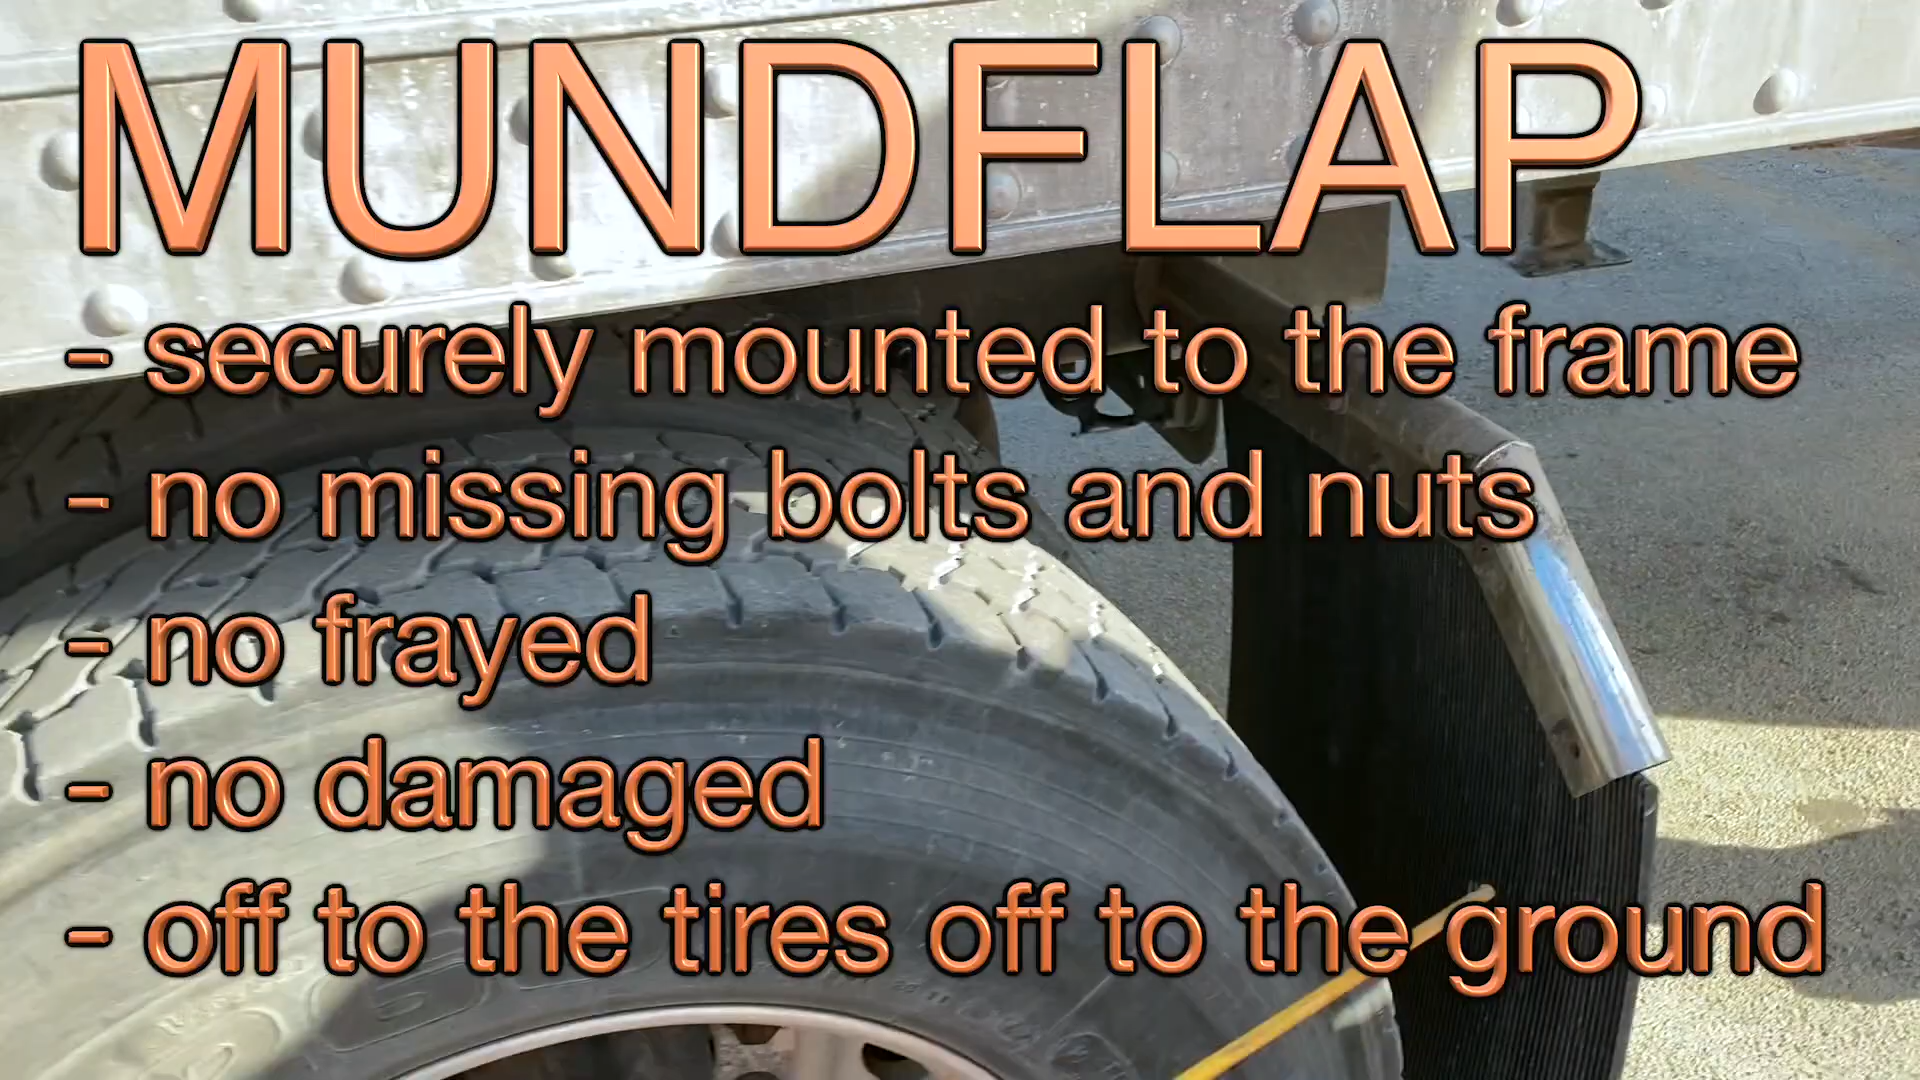 MUNDFLAP
- securely mounted to the frame
- no missing bolts and nuts
- no frayed
- no damaged
- off to the tires off to the ground